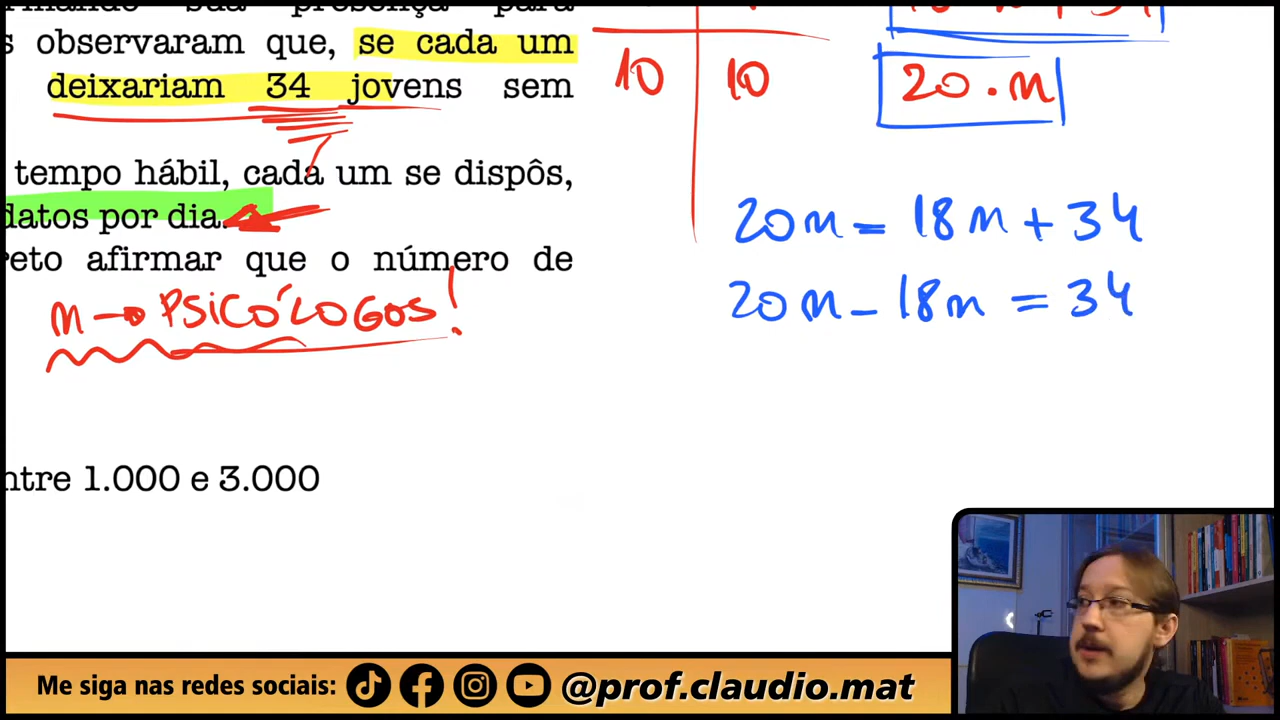 s observaram que, se cada um
deixariam 34 jovens sem
tempo hábil, cada um se dispôs,
datos por dia.
reto afirmar que o número de
n → PSICÓLOGOS!
ntre 1.000 e 3.000
10 10
20 . n
20n = 18n + 34
20n - 18n = 34
Me siga nas redes sociais: @prof.claudio.mat